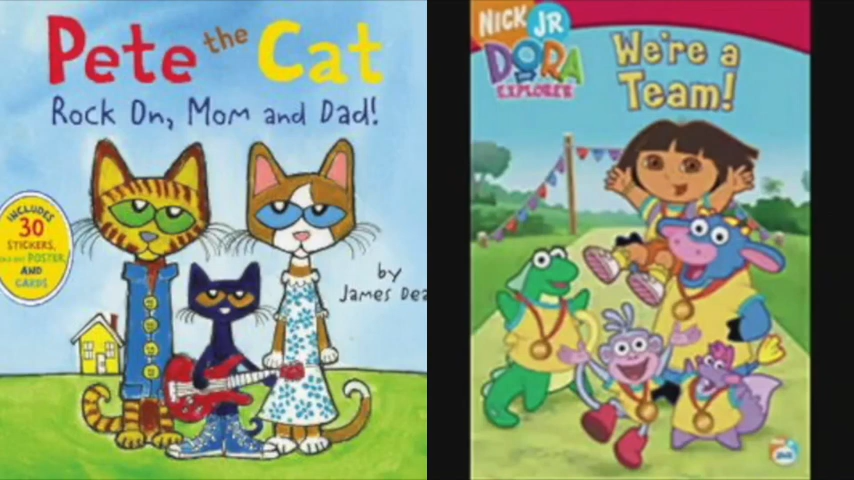 Pete the Cat
Rock On, Mom and Dad!
INCLUDES
30
STICKERS,
POSTER,
AND
CARDS
by
James Dea
NICK JR
DORA
EXPLORER
We're a
Team!